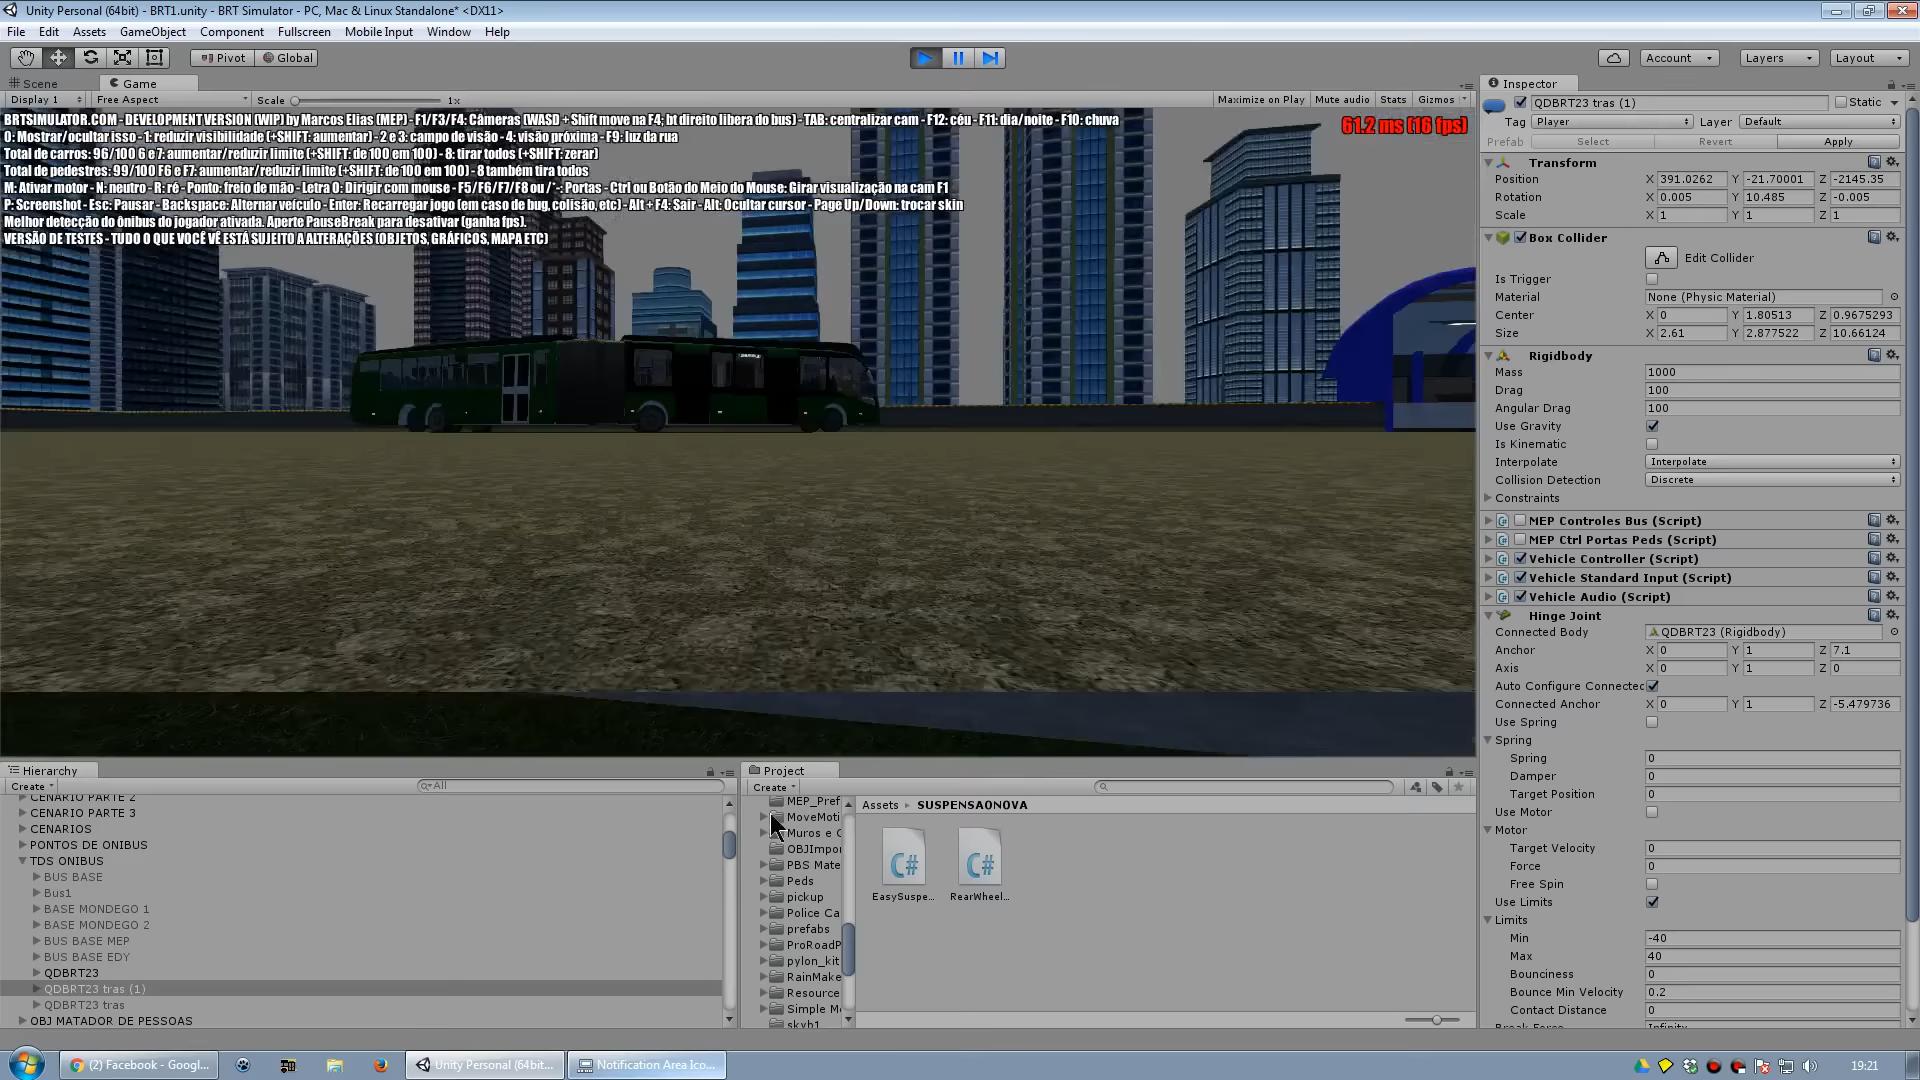 Unity Personal (64bit) - BRT1.unity - BRT Simulator - PC, Mac & Linux Standalone* <DX11>
File Edit Assets GameObject Component Fullscreen Mobile Input Window Help
Pivot Global Account Layers Layout
Scene Game
Display 1 Free Aspect Scale 1x Maximize on Play Mute audio Stats Gizmos
BRTSIMULATOR.COM - DEVELOPMENT VERSION (WIP) by Marcos Elias (MEP) - F1/F3/F4: Câmeras (WASD + Shift move na F4; bt direito libera do bus) - TAB: centralizar cam - F12: céu - F11: dia/noite - F10: chuva
0: Mostrar/ocultar isso - 1: reduzir visibilidade (+SHIFT: aumentar) - 2 e 3: campo de visão - 4: visão próxima - F9: luz da rua
Total de carros: 96/100 6 e 7: aumentar/reduzir limite (+SHIFT: de 100 em 100) - 8: tirar todos (+SHIFT: zerar)
Total de pedestres: 99/100 F6 e F7: aumentar/reduzir limite (+SHIFT: de 100 em 100) - 8 também tira todos
M: Ativar motor - N: neutro - R: ré - Ponto: freio de mão - Letra O: Dirigir com mouse - F5/F6/F7/F8 ou /*-: Portas - Ctrl ou Botão do Meio do Mouse: Girar visualização na cam F1
P: Screenshot - Esc: Pausar - Backspace: Alternar veículo - Enter: Recarregar jogo (em caso de bug, colisão, etc) - Alt + F4: Sair - Alt: Ocultar cursor - Page Up/Down: trocar skin
Melhor detecção do ônibus do jogador ativada. Aperte PauseBreak para desativar (ganha fps).
VERSÃO DE TESTES - TUDO O QUE VOCÊ VÊ ESTÁ SUJEITO A ALTERAÇÕES (OBJETOS, GRÁFICOS, MAPA ETC)
61.2 ms (16 fps)
Hierarchy
Create All
CENARIO PARTE 2
CENARIO PARTE 3
CENARIOS
PONTOS DE ONIBUS
TDS ONIBUS
BUS BASE
Bus1
BASE MONDEGO 1
BASE MONDEGO 2
BUS BASE MEP
BUS BASE EDY
QDBRT23
QDBRT23 tras (1)
QDBRT23 tras
OBJ MATADOR DE PESSOAS
Project
Create
MEP_Pref
MoveMoti
Muros e C
OBJImpor
PBS Mate
Peds
pickup
Police Ca
prefabs
ProRoadP
pylon_kit
RainMake
Resource
Simple M
skyb1
Assets SUSPENSAONOVA
C# C#
EasySuspe... RearWheel...
Inspector
QDBRT23 tras (1) Static
Tag Player Layer Default
Prefab Select Revert Apply
Transform
Position X 391.0262 Y -21.70001 Z -2145.35
Rotation X 0.005 Y 10.485 Z -0.005
Scale X 1 Y 1 Z 1
Box Collider
Edit Collider
Is Trigger
Material None (Physic Material)
Center X 0 Y 1.80513 Z 0.9675293
Size X 2.61 Y 2.877522 Z 10.66124
Rigidbody
Mass 1000
Drag 100
Angular Drag 100
Use Gravity
Is Kinematic
Interpolate Interpolate
Collision Detection Discrete
Constraints
MEP Controles Bus (Script)
MEP Ctrl Portas Peds (Script)
Vehicle Controller (Script)
Vehicle Standard Input (Script)
Vehicle Audio (Script)
Hinge Joint
Connected Body QDBRT23 (Rigidbody)
Anchor X 0 Y 1 Z 7.1
Axis X 0 Y 1 Z 0
Auto Configure Connected
Connected Anchor X 0 Y 1 Z -5.479736
Use Spring
Spring
Spring 0
Damper 0
Target Position 0
Use Motor
Motor
Target Velocity 0
Force 0
Free Spin
Use Limits
Limits
Min -40
Max 40
Bounciness 0
Bounce Min Velocity 0.2
Contact Distance 0
Break Force Infinity
(2) Facebook - Googl... Unity Personal (64bit... Notification Area Ico... 19:21